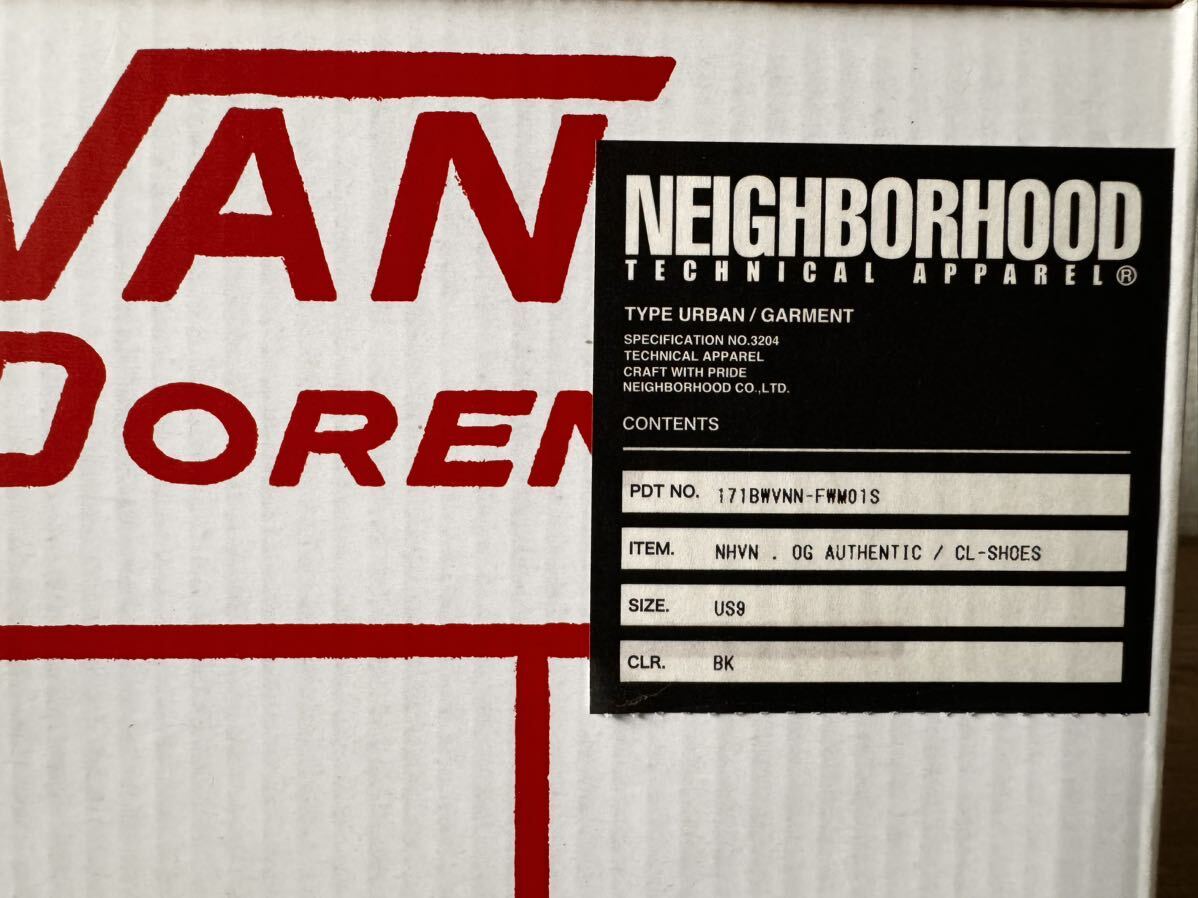 VAN
DOREN
NEIGHBORHOOD
TECHNICAL APPAREL®
TYPE URBAN / GARMENT
SPECIFICATION NO.3204
TECHNICAL APPAREL
CRAFT WITH PRIDE
NEIGHBORHOOD CO.,LTD.
CONTENTS
PDT NO. 171BWVNN-FWM01S
ITEM. NHVN . OG AUTHENTIC / CL-SHOES
SIZE. US9
CLR. BK